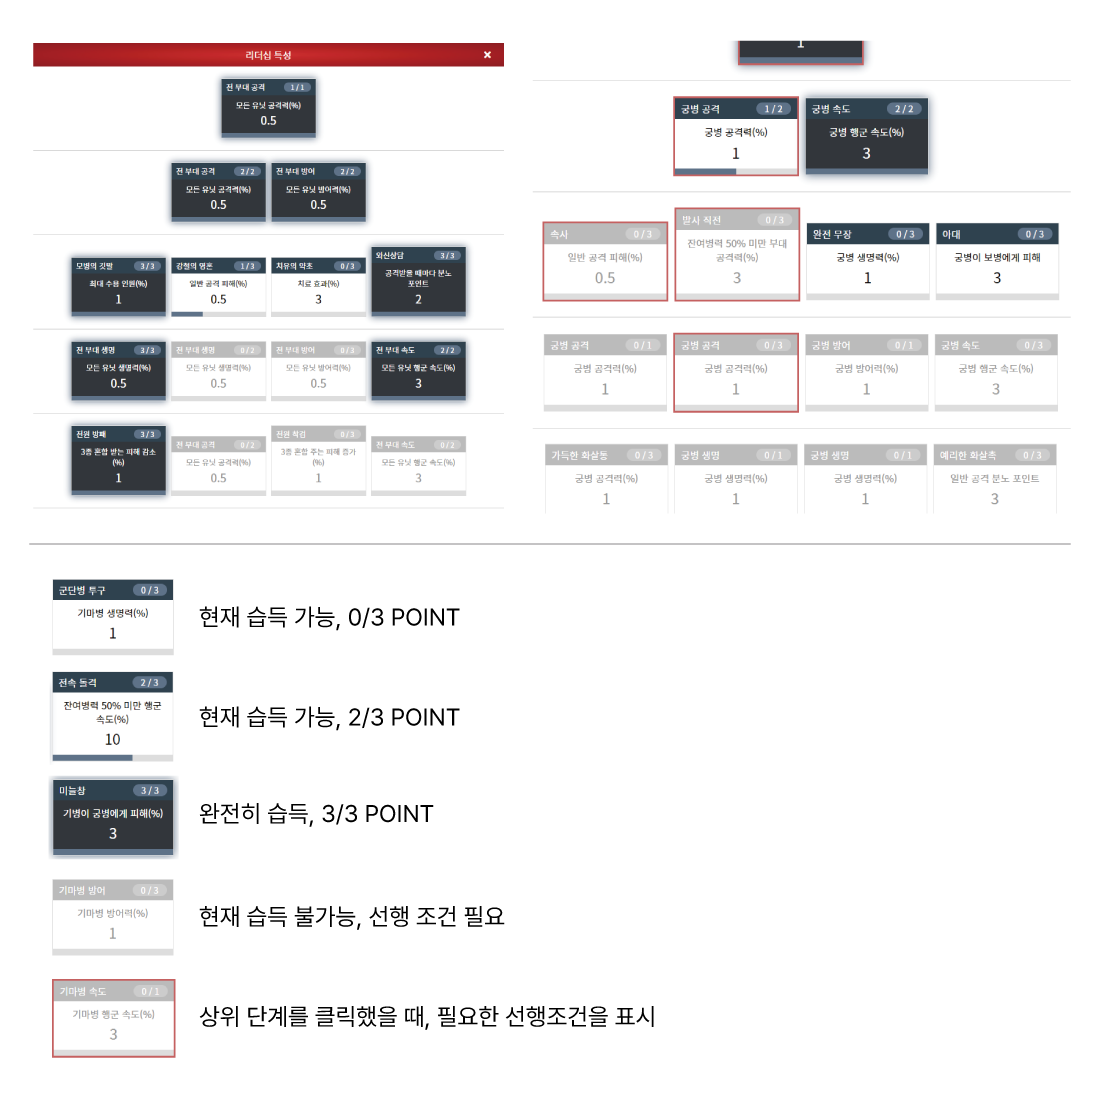 리더십 특성 ×
전 부대 공격 1/1
모든 유닛 공격력(%)
0.5
전 부대 공격 2/2
모든 유닛 공격력(%)
0.5
전 부대 방어 2/2
모든 유닛 방어력(%)
0.5
모병의 깃발 3/3
최대 수용 인원(%)
1
강철의 영혼 1/3
일반 공격 피해(%)
0.5
치유의 약초 0/3
치료 효과(%)
3
와신상담 3/3
공격받을 때마다 분노
포인트
2
전 부대 생명 3/3
모든 유닛 생명력(%)
0.5
전 부대 생명 0/2
모든 유닛 생명력(%)
0.5
전 부대 방어 0/3
모든 유닛 방어력(%)
0.5
전 부대 속도 2/2
모든 유닛 행군 속도(%)
3
전원 방패 3/3
3종 혼합 받는 피해 감소
(%)
1
전 부대 공격 0/2
모든 유닛 공격력(%)
0.5
전원 착검 0/3
3종 혼합 주는 피해 증가
(%)
1
전 부대 속도 0/2
모든 유닛 행군 속도(%)
3
1
궁병 공격 1/2
궁병 공격력(%)
1
궁병 속도 2/2
궁병 행군 속도(%)
3
속사 0/3
일반 공격 피해(%)
0.5
발사 직전 0/3
잔여병력 50% 미만 부대
공격력(%)
3
완전 무장 0/3
궁병 생명력(%)
1
야대 0/3
궁병이 보병에게 피해
3
궁병 공격 0/1
궁병 공격력(%)
1
궁병 공격 0/3
궁병 공격력(%)
1
궁병 방어 0/1
궁병 방어력(%)
1
궁병 속도 0/3
궁병 행군 속도(%)
3
가득한 화살통 0/3
궁병 공격력(%)
1
궁병 생명 0/1
궁병 생명력(%)
1
궁병 생명 0/1
궁병 생명력(%)
1
예리한 화살촉 0/3
일반 공격 분노 포인트
3
군단병 투구 0/3
기마병 생명력(%)
1
현재 습득 가능, 0/3 POINT
전속 돌격 2/3
잔여병력 50% 미만 행군
속도(%)
10
현재 습득 가능, 2/3 POINT
미늘창 3/3
기병이 궁병에게 피해(%)
3
완전히 습득, 3/3 POINT
기마병 방어 0/3
기마병 방어력(%)
1
현재 습득 불가능, 선행 조건 필요
기마병 속도 0/1
기마병 행군 속도(%)
3
상위 단계를 클릭했을 때, 필요한 선행조건을 표시